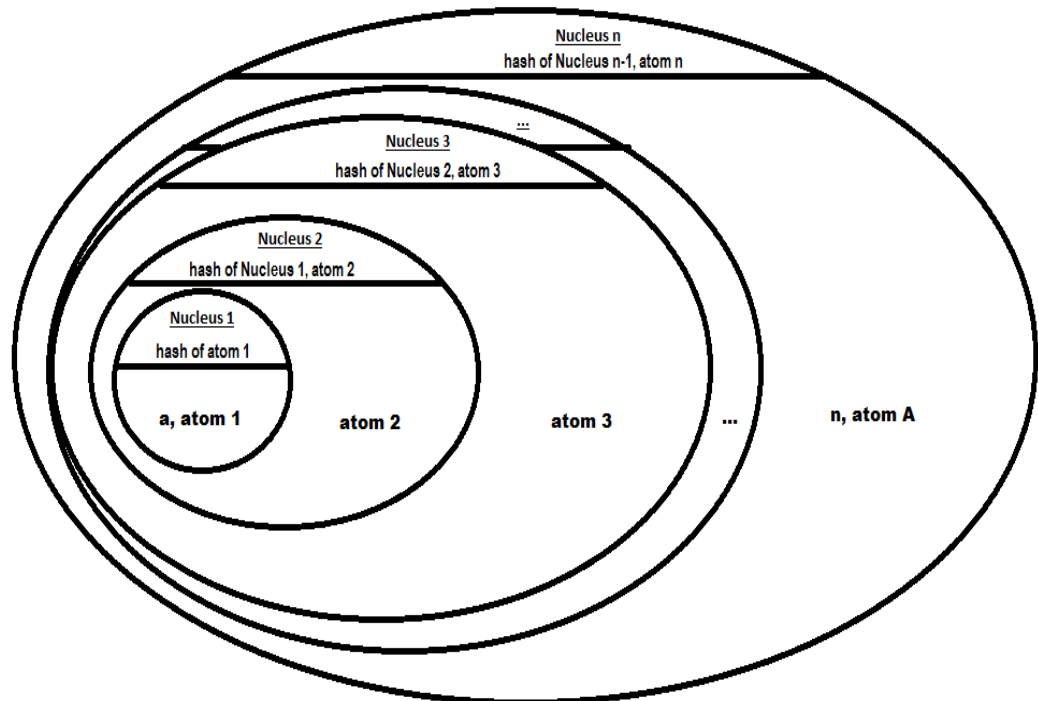 Nucleus n
hash of Nucleus n-1, atom n
...
Nucleus 3
hash of Nucleus 2, atom 3
Nucleus 2
hash of Nucleus 1, atom 2
Nucleus 1
hash of atom 1
a, atom 1
atom 2
atom 3
...
n, atom A